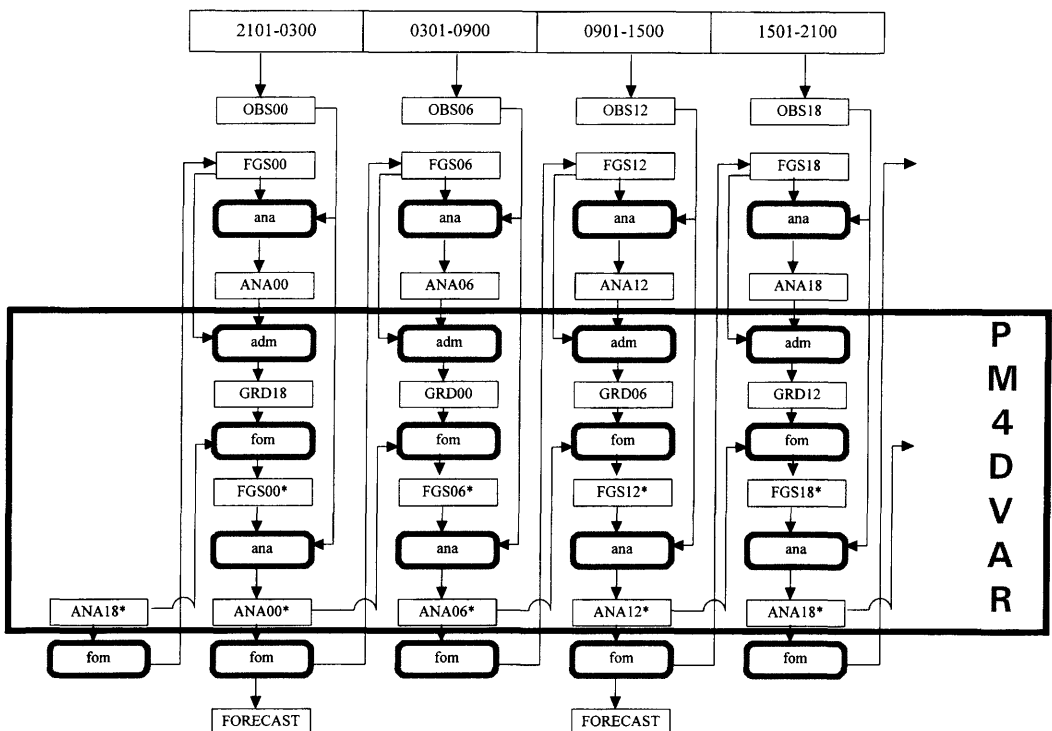 2101-0300 0301-0900 0901-1500 1501-2100
OBS00 OBS06 OBS12 OBS18
FGS00 FGS06 FGS12 FGS18
ana ana ana ana
ANA00 ANA06 ANA12 ANA18
adm adm adm adm
GRD18 GRD00 GRD06 GRD12
fom fom fom fom
FGS00* FGS06* FGS12* FGS18*
ana ana ana ana
ANA18* ANA00* ANA06* ANA12* ANA18*
fom fom fom fom fom
FORECAST FORECAST
P
M
4
D
V
A
R